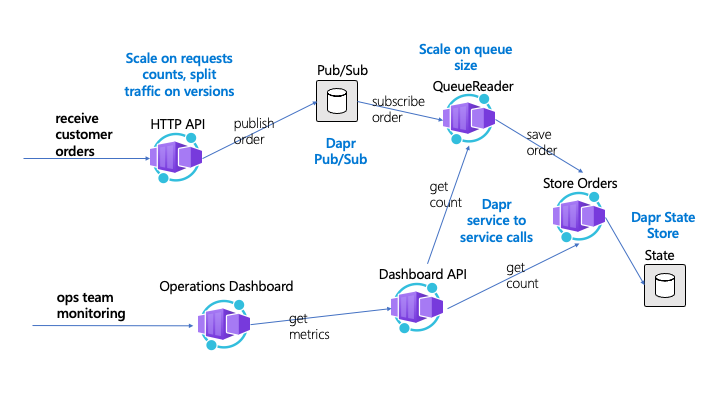 Scale on requests
counts, split
traffic on versions
Scale on queue
size
Pub/Sub
QueueReader
receive
customer
orders
HTTP API
publish
order
subscribe
order
Dapr
Pub/Sub
save
order
get
count
Store Orders
Dapr
service to
service calls
Dapr State
Store
State
Dashboard API
get
count
Operations Dashboard
ops team
monitoring
get
metrics